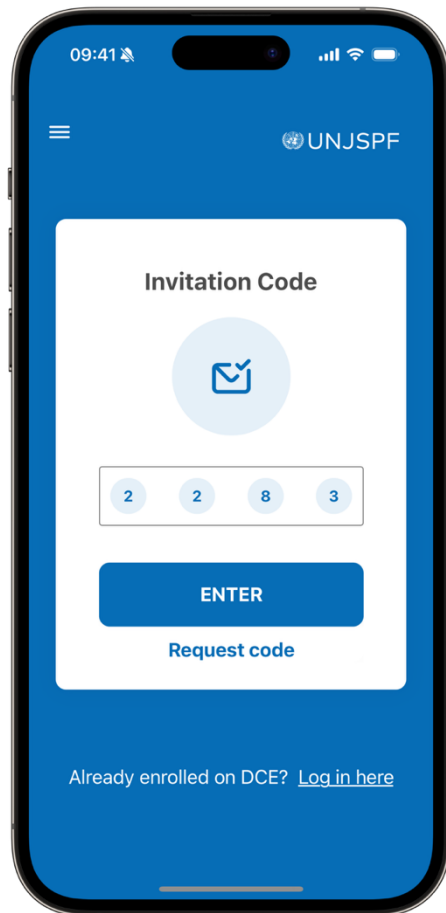 09:41
UNJSPF
Invitation Code
2 2 8 3
ENTER
Request code
Already enrolled on DCE? Log in here